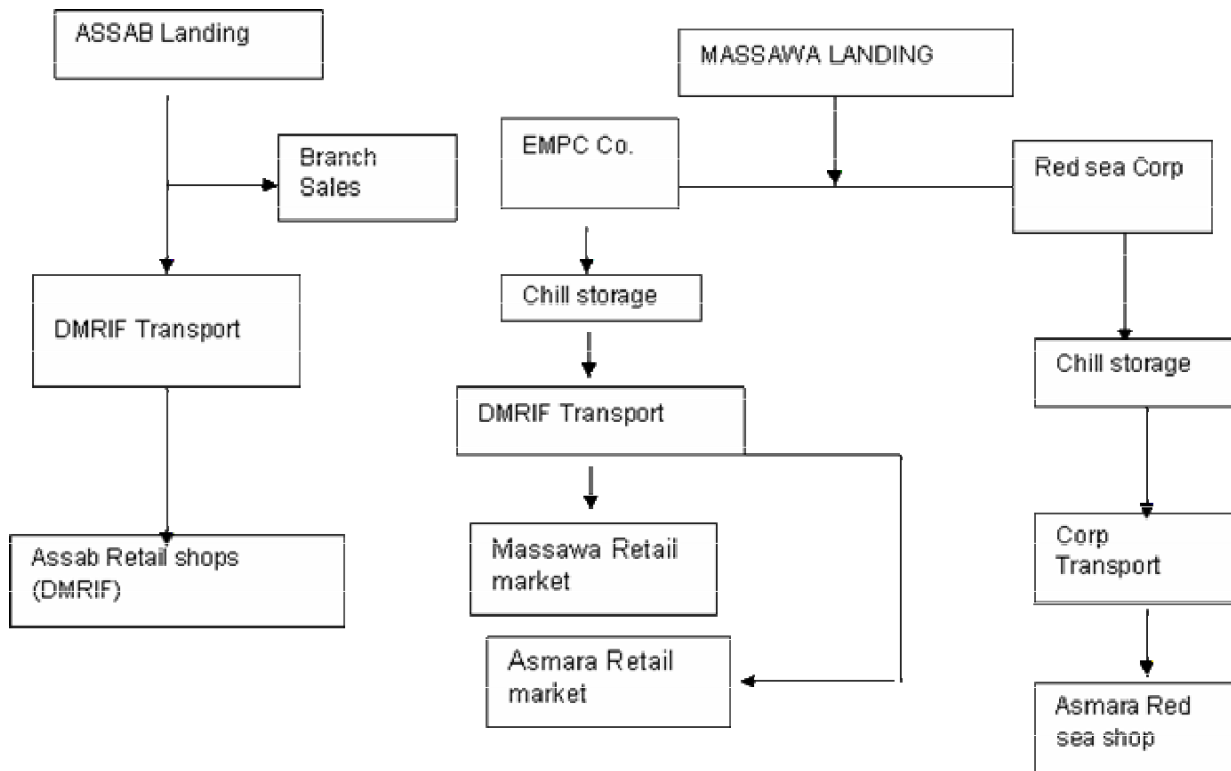 ASSAB Landing
MASSAWA LANDING
EMPC Co.
Branch
Sales
Red sea Corp
Chill storage
DMRIF Transport
Chill storage
DMRIF Transport
Massawa Retail
market
Assab Retail shops
(DMRIF)
Corp
Transport
Asmara Retail
market
Asmara Red
sea shop